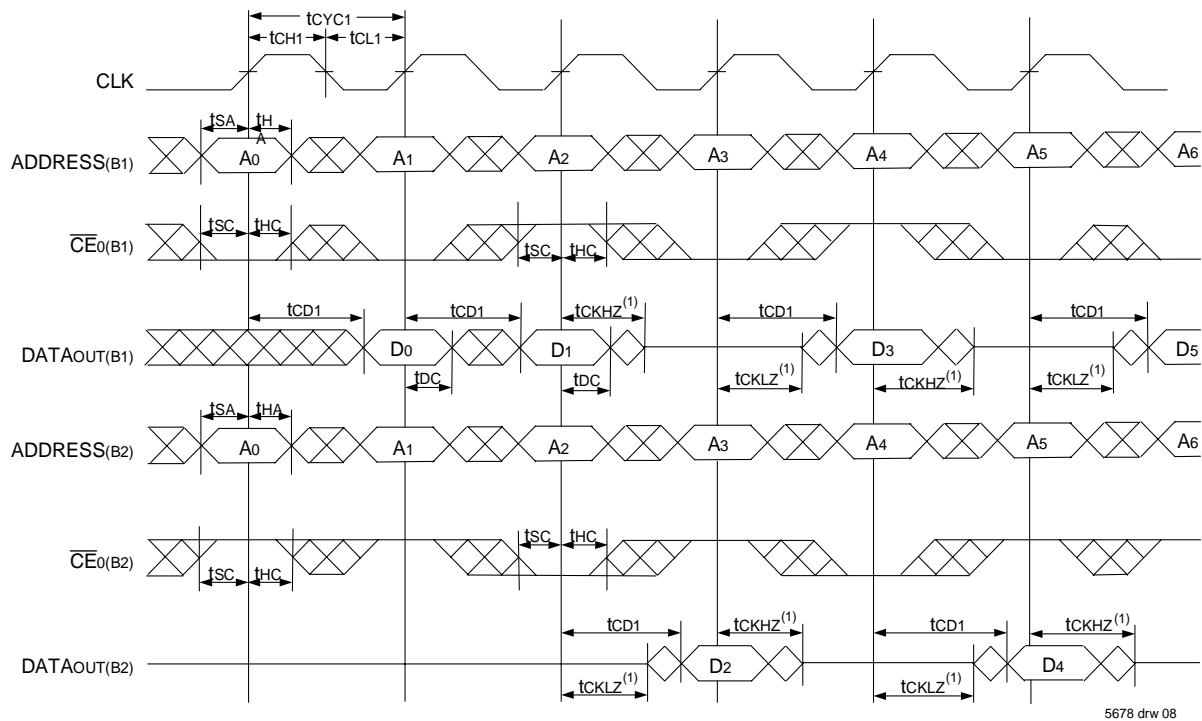 tCYC1
tCH1 tCL1
CLK
tSA tHA
ADDRESS(B1) A0 A1 A2 A3 A4 A5 A6
tSC tHC tSC tHC
CE0(B1)
tCD1 tCD1 tCKHZ(1) tCD1 tCD1
DATAOUT(B1) D0 D1 D3 D5
tDC tDC tCKLZ(1) tCKHZ(1) tCKLZ(1)
tSA tHA
ADDRESS(B2) A0 A1 A2 A3 A4 A5 A6
tSC tHC
CE0(B2)
tSC tHC
tCD1 tCKHZ(1) tCD1 tCKHZ(1)
DATAOUT(B2) D2 D4
tCKLZ(1) tCKLZ(1)
5678 drw 08